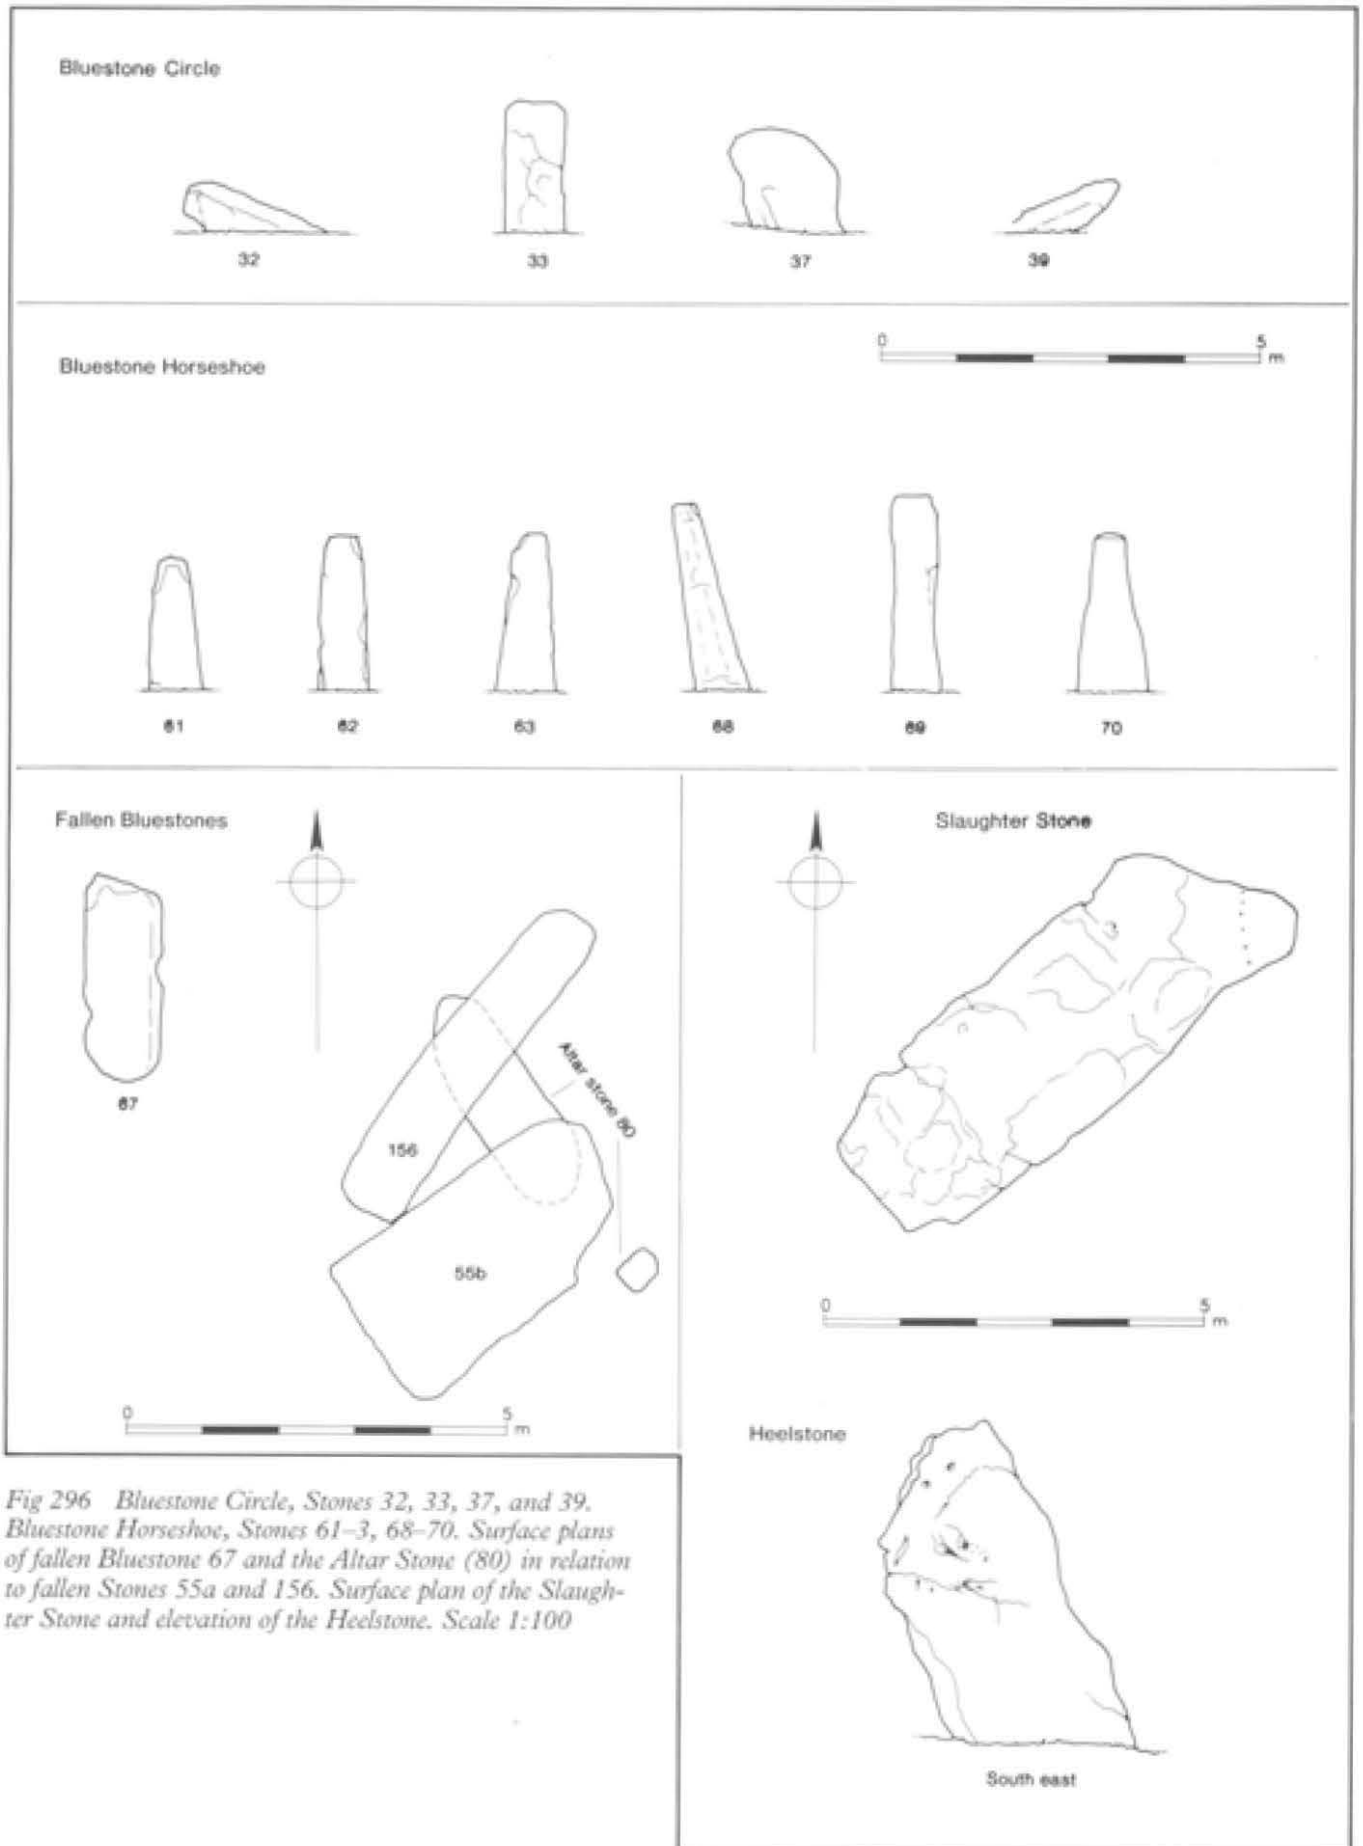 Bluestone Circle
32 33 37 39
Bluestone Horseshoe
0 5
m
61 62 63 68 69 70
Fallen Bluestones
67
156
Altar stone 80
55b
0 5
m
Slaughter Stone
0 5
m
Heelstone
South east
Fig 296 Bluestone Circle, Stones 32, 33, 37, and 39.
Bluestone Horseshoe, Stones 61–3, 68–70. Surface plans
of fallen Bluestone 67 and the Altar Stone (80) in relation
to fallen Stones 55a and 156. Surface plan of the Slaugh-
ter Stone and elevation of the Heelstone. Scale 1:100